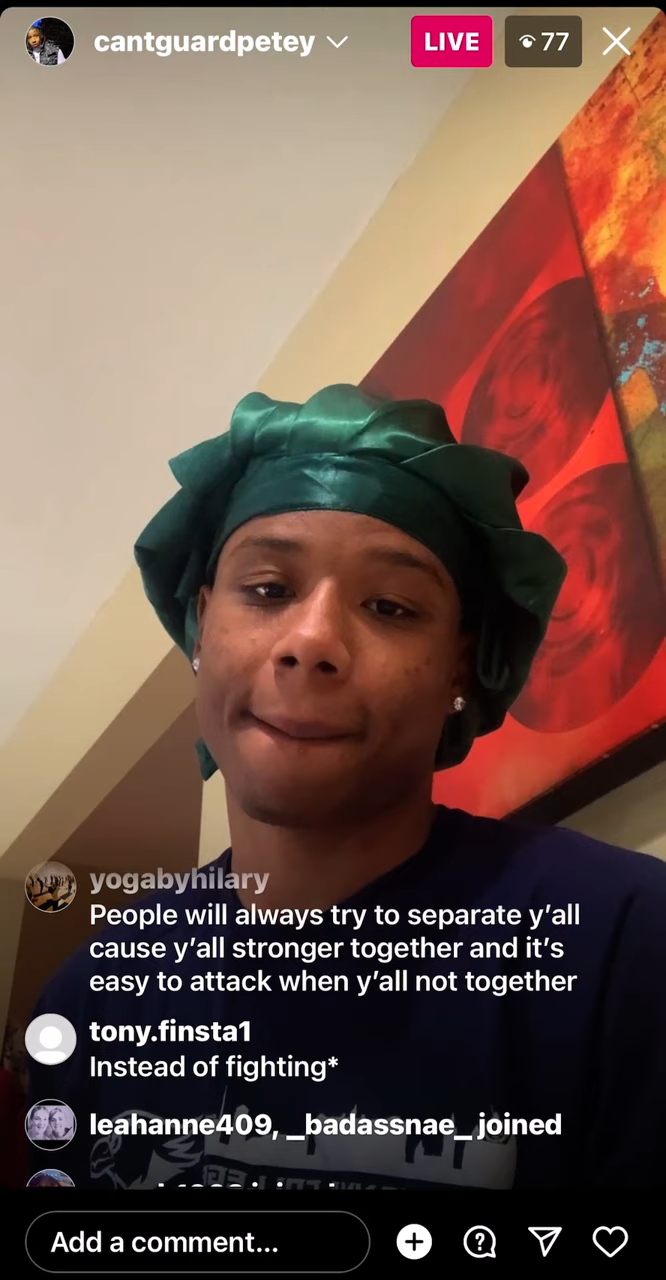 cantguardpetey
LIVE
77
yogabyhilary
People will always try to separate y’all
cause y’all stronger together and it’s
easy to attack when y’all not together
tony.finsta1
Instead of fighting*
leahanne409, _badassnae_ joined
Add a comment...